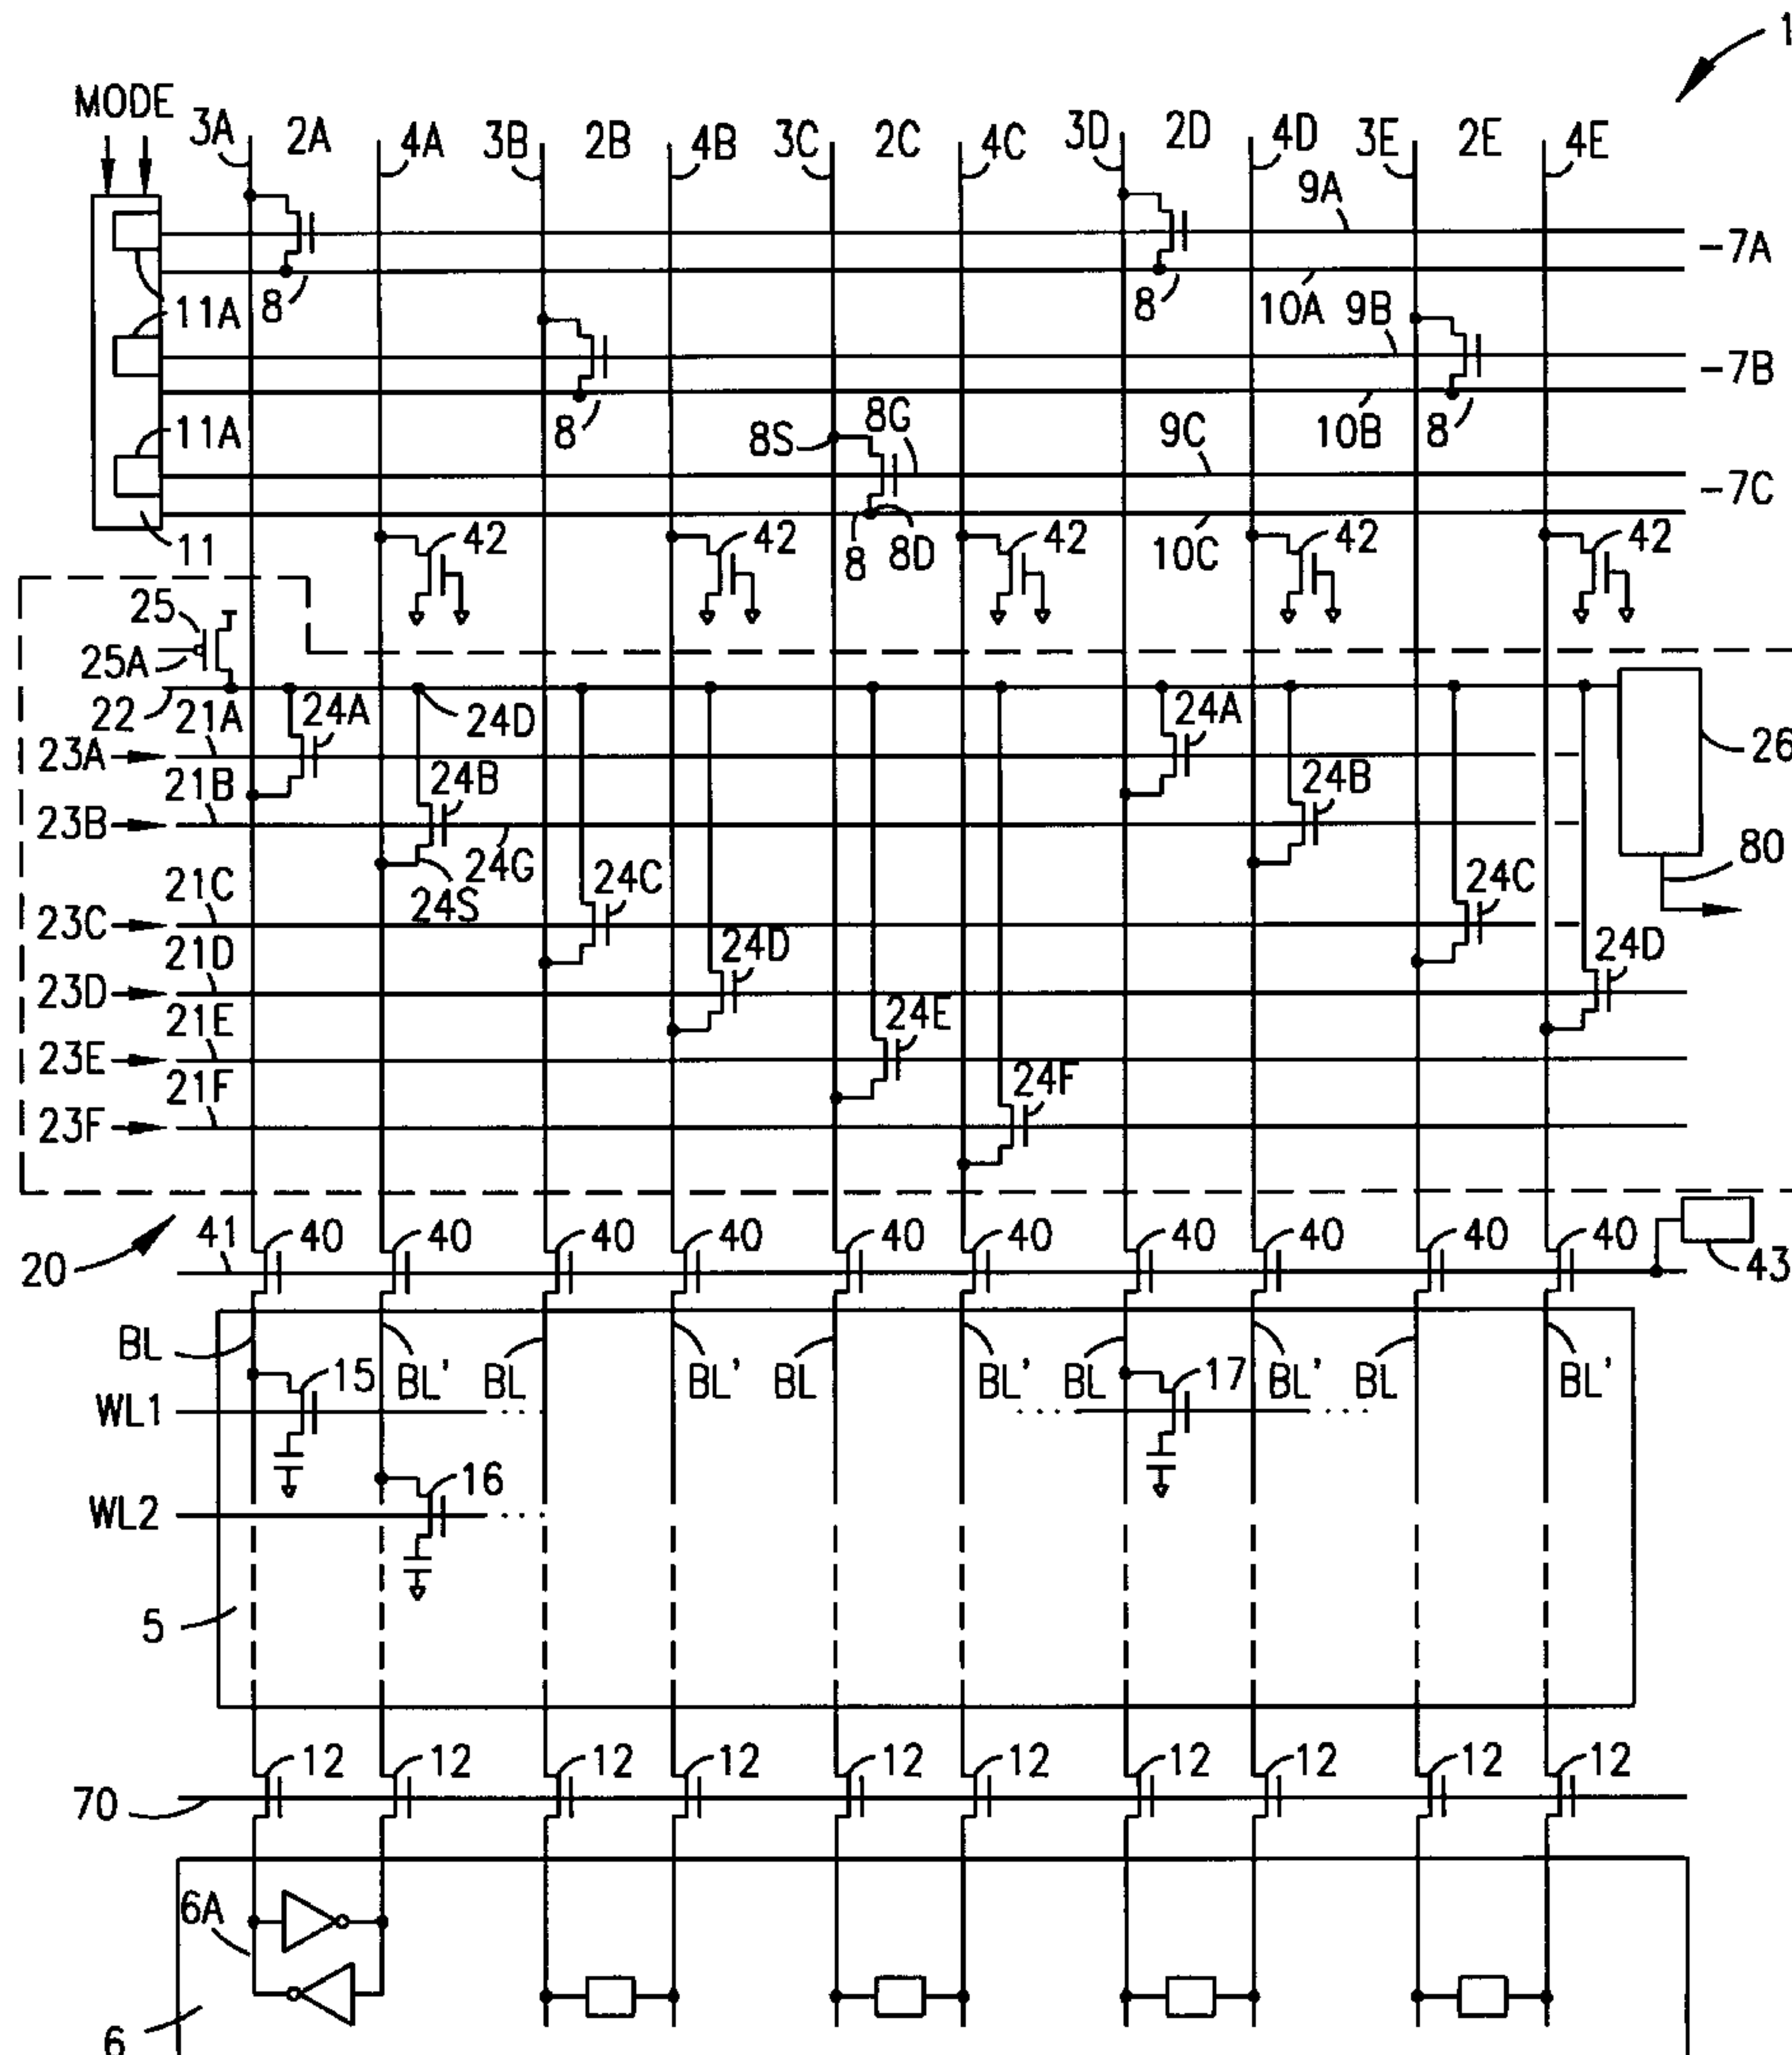 1
MODE
3A 2A 4A 3B 2B 4B 3C 2C 4C 3D 2D 4D 3E 2E 4E
9A
-7A
11A 8 8 10A 9B
-7B
11A 8 8S 8G 9C 10B 8
-7C
11 42 42 8 8D 42 10C 42 42
25
25A
22 21A 24A 24D 24A
23A 26
21B 24B 24B
23B
24G 80
21C 24S 24C 24C
23C
21D 24D 24D
23D
21E 24E
23E
21F 24F
23F
20 41 40 40 40 40 40 40 40 40 40 40 43
BL 15 BL' BL BL' BL BL' BL 17 BL' BL BL'
WL1
16
WL2
5
12 12 12 12 12 12 12 12 12 12
70
6A
6